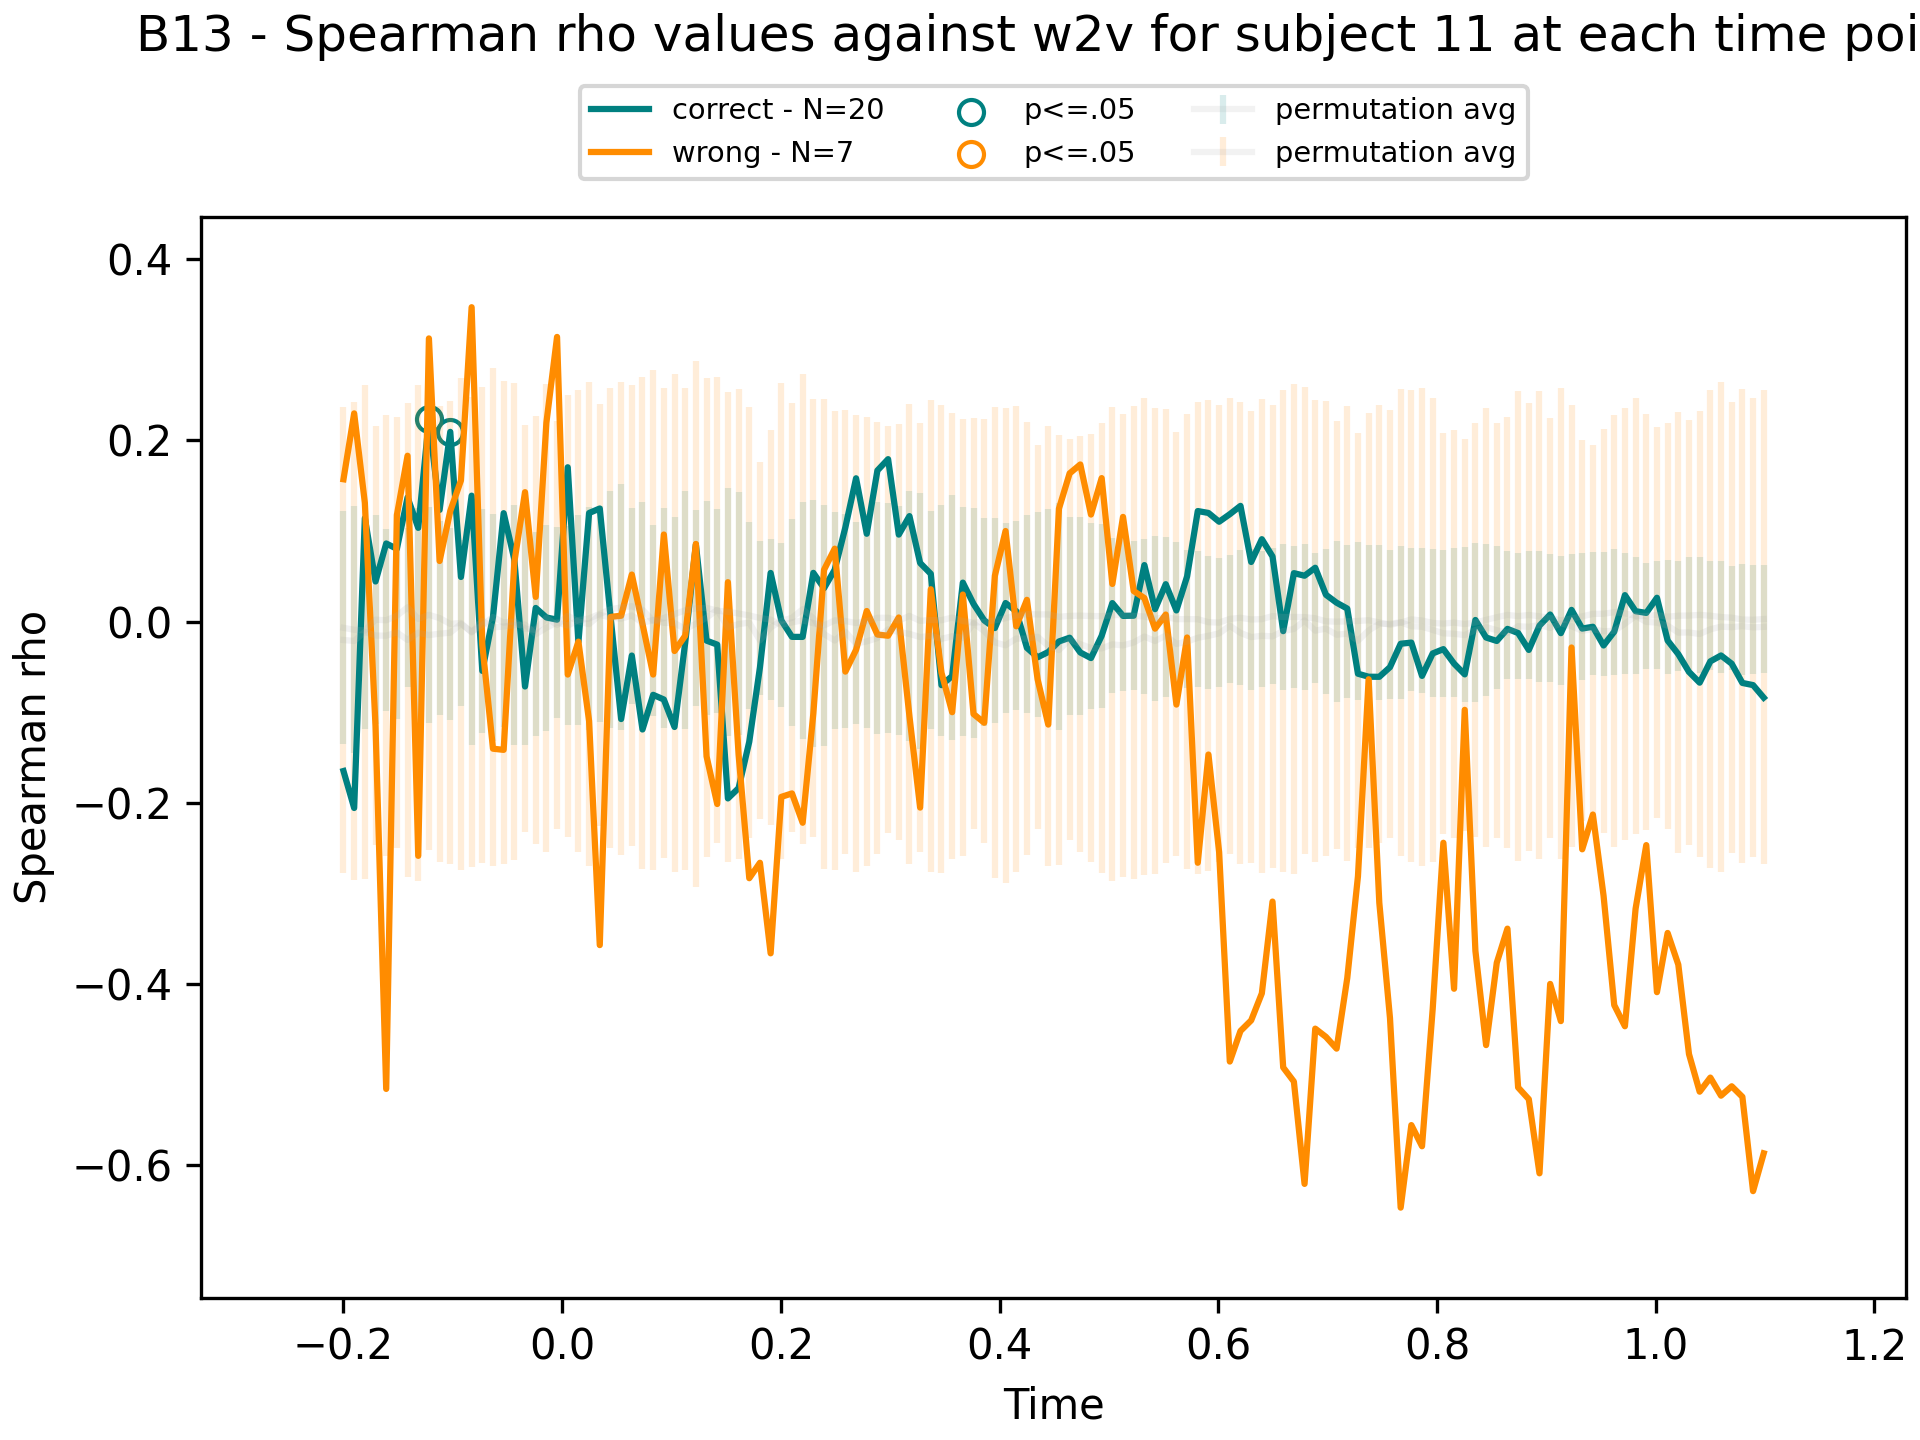 B13 - Spearman rho values against w2v for subject 11 at each time poi
correct - N=20
wrong - N=7
p<=.05
p<=.05
permutation avg
permutation avg
0.4
0.2
0.0
−0.2
−0.4
−0.6
Spearman rho
−0.2 0.0 0.2 0.4 0.6 0.8 1.0 1.2
Time